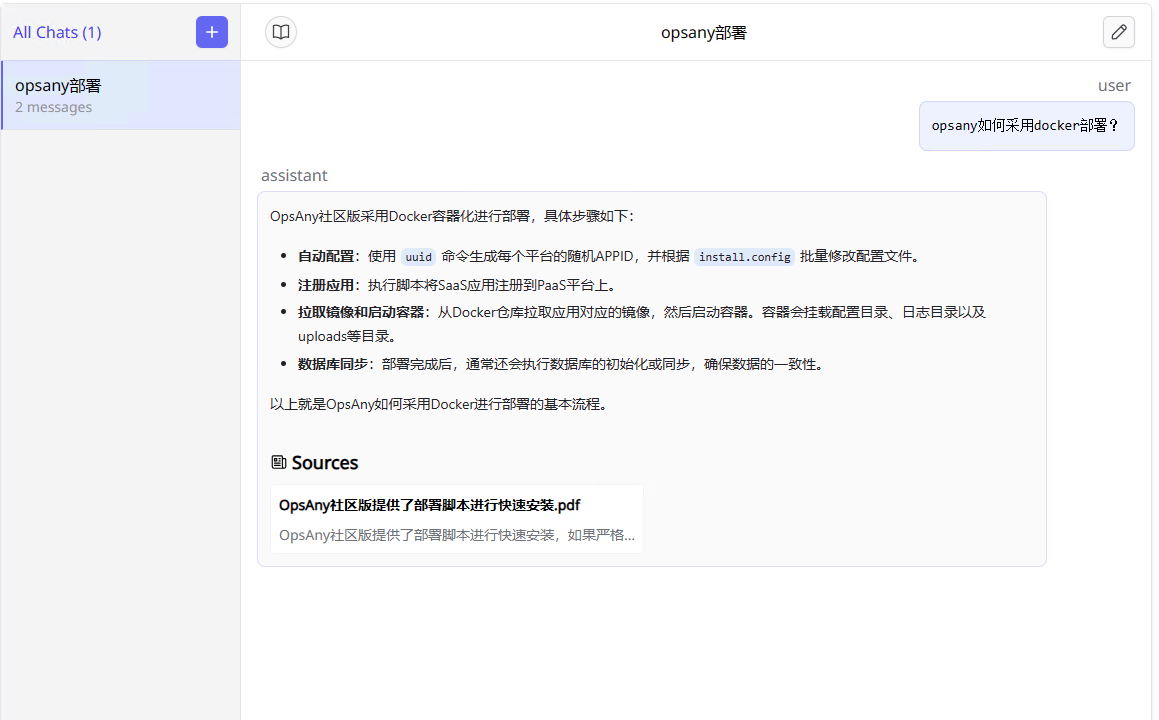 All Chats (1)
+
opsany部署
opsany部署
2 messages
user
opsany如何采用docker部署？
assistant
OpsAny社区版采用Docker容器化进行部署，具体步骤如下：
自动配置：使用 uuid 命令生成每个平台的随机APPID，并根据 install.config 批量修改配置文件。
注册应用：执行脚本将SaaS应用注册到PaaS平台上。
拉取镜像和启动容器：从Docker仓库拉取应用对应的镜像，然后启动容器。容器会挂载配置目录、日志目录以及
uploads等目录。
数据库同步：部署完成后，通常还会执行数据库的初始化或同步，确保数据的一致性。
以上就是OpsAny如何采用Docker进行部署的基本流程。
Sources
OpsAny社区版提供了部署脚本进行快速安装.pdf
OpsAny社区版提供了部署脚本进行快速安装，如果严格...